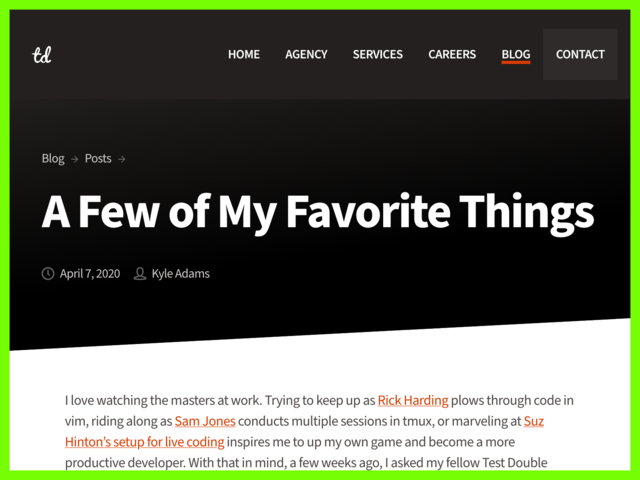 td
HOME AGENCY SERVICES CAREERS BLOG CONTACT
Blog → Posts →
A Few of My Favorite Things
April 7, 2020 Kyle Adams
I love watching the masters at work. Trying to keep up as Rick Harding plows through code in
vim, riding along as Sam Jones conducts multiple sessions in tmux, or marveling at Suz
Hinton's setup for live coding inspires me to up my own game and become a more
productive developer. With that in mind, a few weeks ago, I asked my fellow Test Double